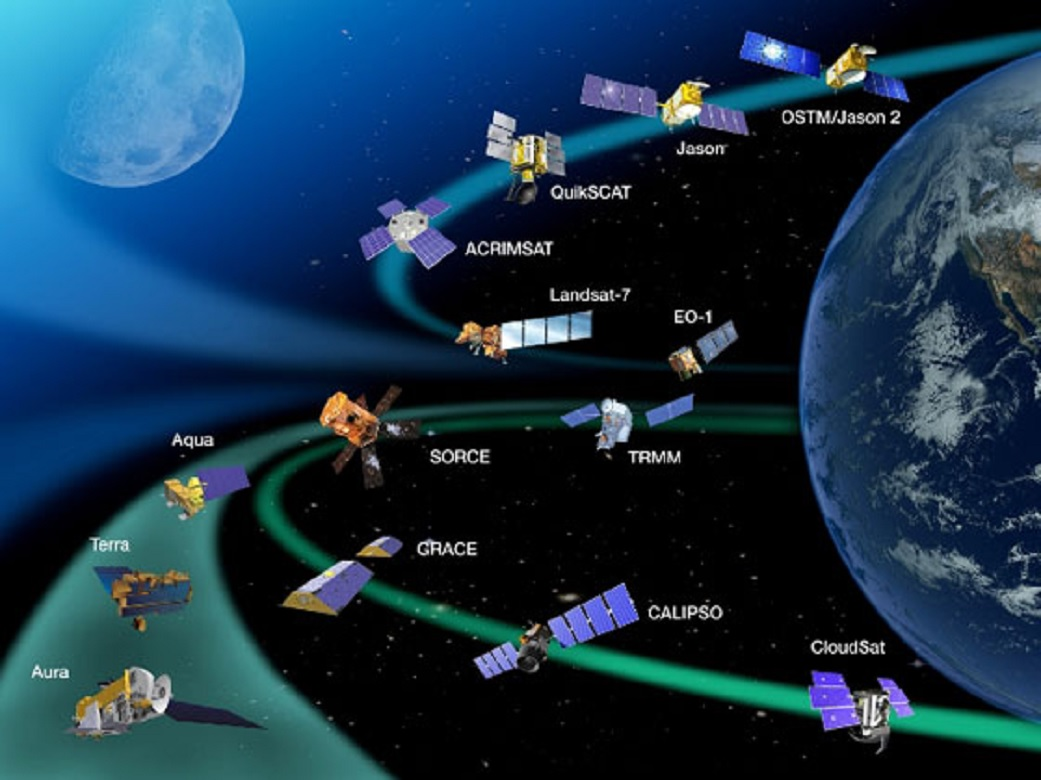 OSTM/Jason 2
Jason
QuikSCAT
ACRIMSAT
Landsat-7
EO-1
SORCE
TRMM
Aqua
Terra
GRACE
CALIPSO
CloudSat
Aura